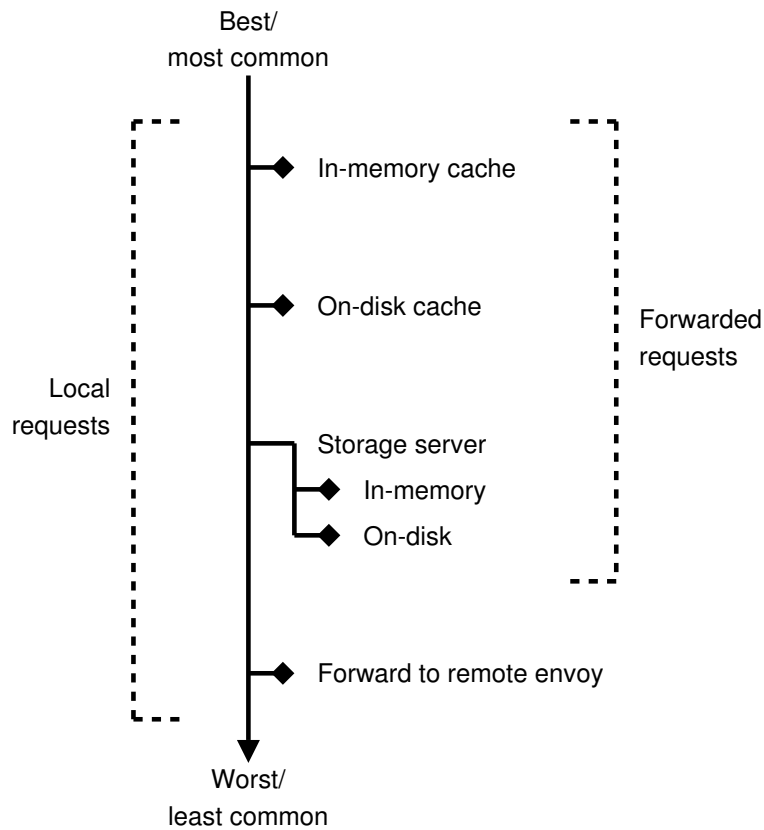 Best/
most common
In-memory cache
On-disk cache
Forwarded
requests
Local
requests
Storage server
In-memory
On-disk
Forward to remote envoy
Worst/
least common